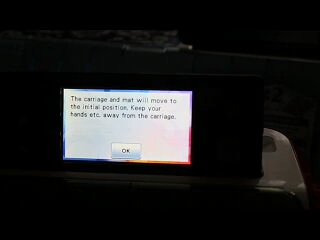 The carriage and mat will move to
the initial position. Keep your
hands etc. away from the carriage.
OK